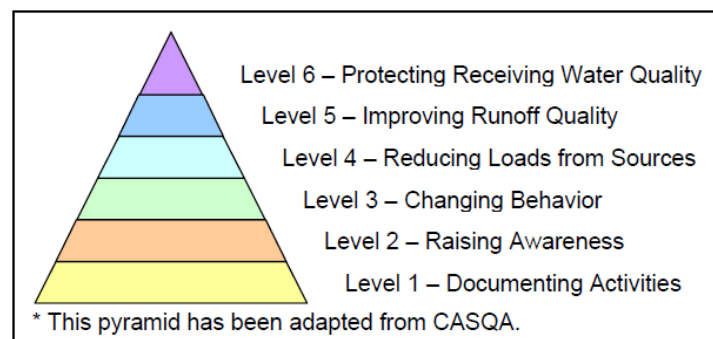 Level 6 – Protecting Receiving Water Quality
Level 5 – Improving Runoff Quality
Level 4 – Reducing Loads from Sources
Level 3 – Changing Behavior
Level 2 – Raising Awareness
Level 1 – Documenting Activities
* This pyramid has been adapted from CASQA.